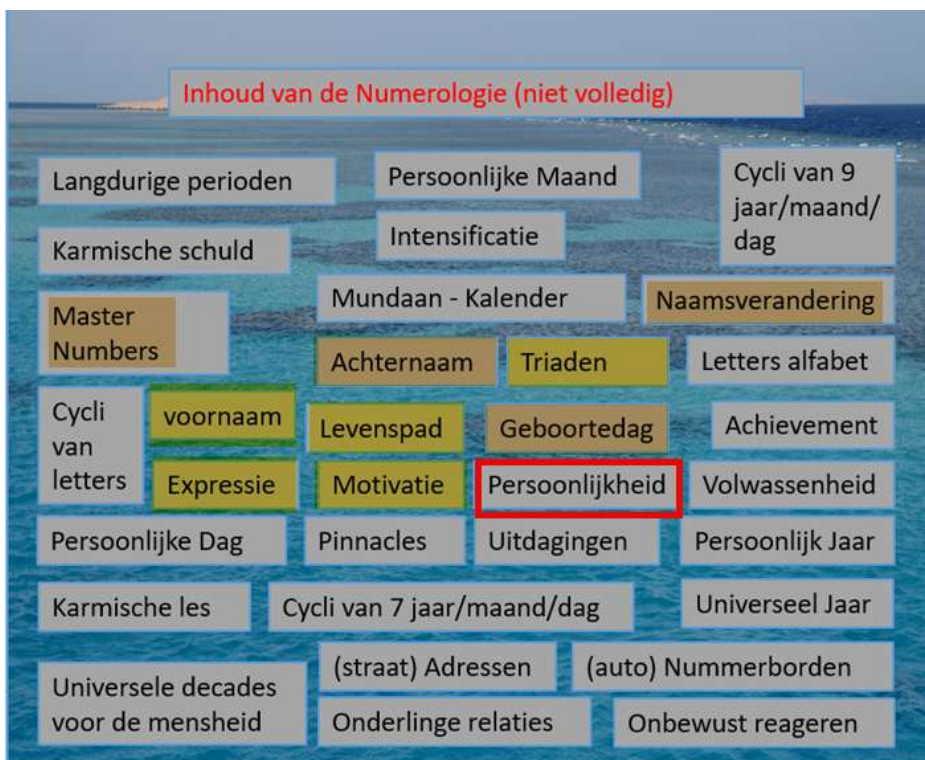 Inhoud van de Numerologie (niet volledig)
Langdurige perioden
Persoonlijke Maand
Cycli van 9
jaar/maand/
dag
Karmische schuld
Intensificatie
Master
Numbers
Mundaan - Kalender
Naamsverandering
Achternaam
Triaden
Letters alfabet
Cycli
van
letters
voornaam
Levenspad
Geboortedag
Achievement
Expressie
Motivatie
Persoonlijkheid
Volwassenheid
Persoonlijke Dag
Pinnacles
Uitdagingen
Persoonlijk Jaar
Karmische les
Cycli van 7 jaar/maand/dag
Universeel Jaar
Universele decades
voor de mensheid
(straat) Adressen
(auto) Nummerborden
Onderlinge relaties
Onbewust reageren